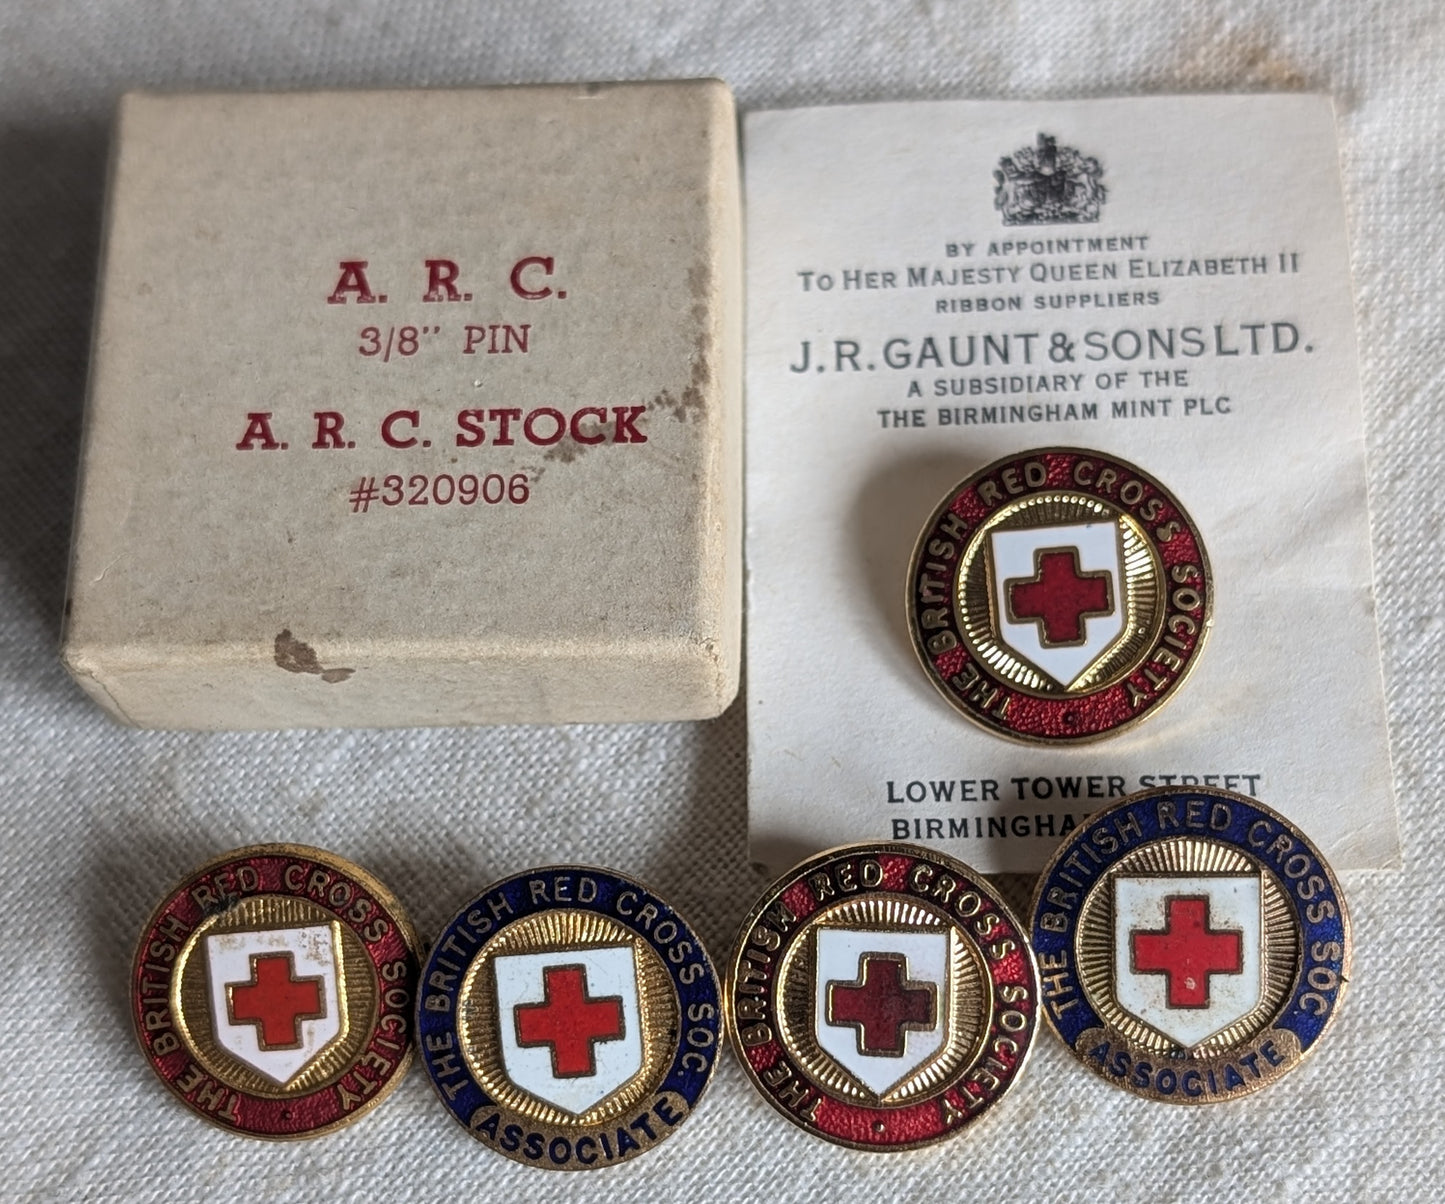 A. R. C.
3/8" PIN
A. R. C. STOCK
#320906
BY APPOINTMENT
TO HER MAJESTY QUEEN ELIZABETH II
RIBBON SUPPLIERS
J. R. GAUNT & SONS LTD.
A SUBSIDIARY OF THE
THE BIRMINGHAM MINT PLC
THE BRITISH RED CROSS SOCIETY
LOWER TOWER STREET
BIRMINGHA
THE BRITISH RED CROSS SOCIETY
THE BRITISH RED CROSS SOC.
ASSOCIATE
THE BRITISH RED CROSS SOCIETY
THE BRITISH RED CROSS SOC.
ASSOCIATE